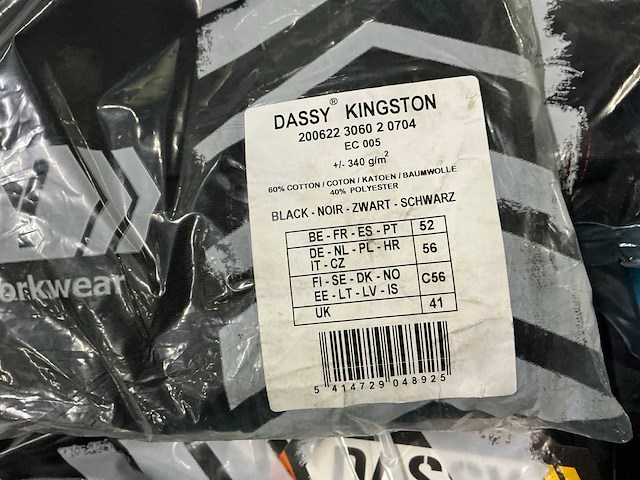 DASSY® KINGSTON
200622 3060 2 0704
EC 005
+/- 340 g/m²
60% COTTON / COTON / KATOEN / BAUMWOLLE
40% POLYESTER
BLACK - NOIR - ZWART - SCHWARZ
BE - FR - ES - PT 52
DE - NL - PL - HR
IT - CZ 56
FI - SE - DK - NO
EE - LT - LV - IS C56
UK 41
5 414729 048925
orkwear
DASSY